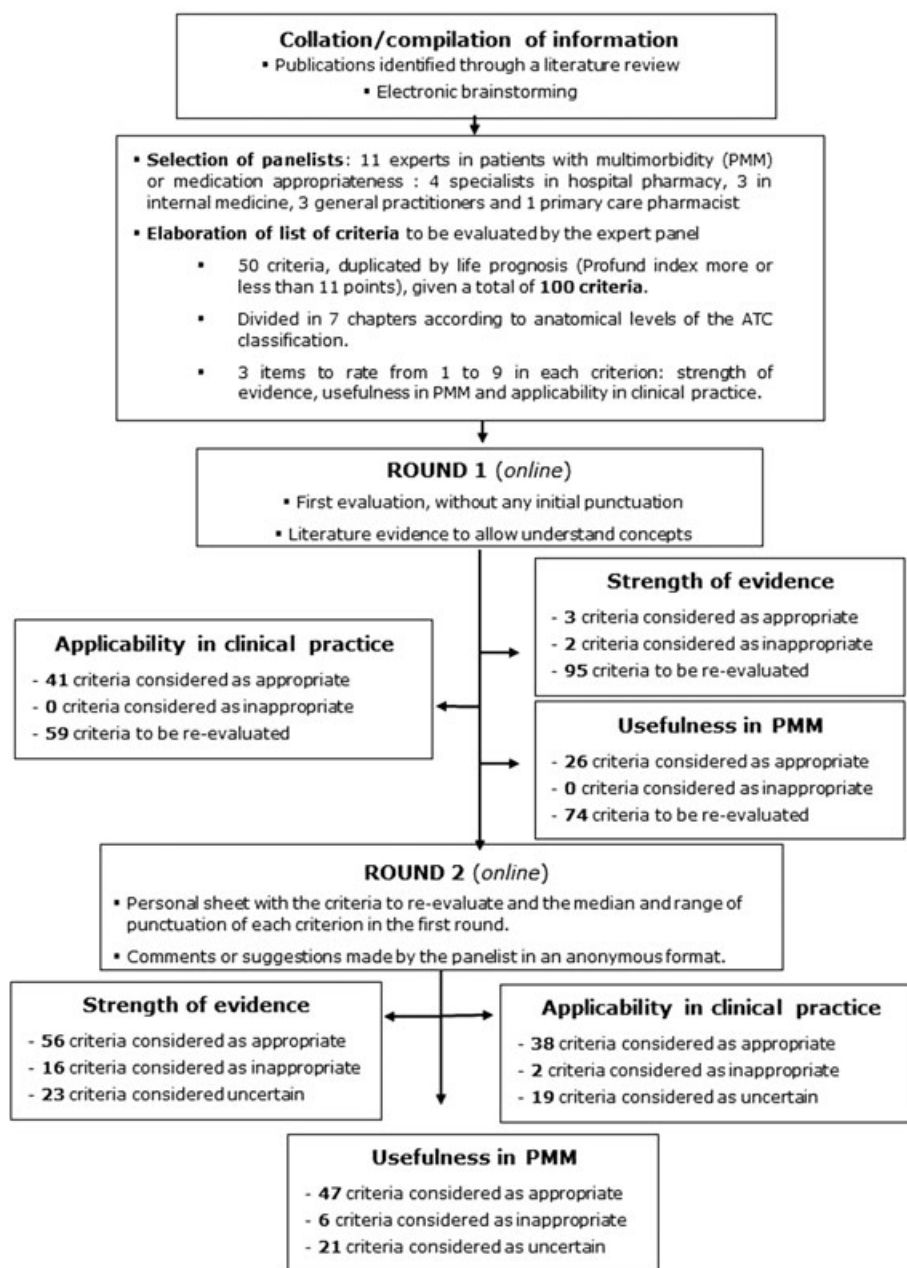 Collation/compilation of information
▪ Publications identified through a literature review
▪ Electronic brainstorming
▪ Selection of panelists: 11 experts in patients with multimorbidity (PMM)
or medication appropriateness : 4 specialists in hospital pharmacy, 3 in
internal medicine, 3 general practitioners and 1 primary care pharmacist
▪ Elaboration of list of criteria to be evaluated by the expert panel
▪ 50 criteria, duplicated by life prognosis (Profund index more or
less than 11 points), given a total of 100 criteria.
▪ Divided in 7 chapters according to anatomical levels of the ATC
classification.
▪ 3 items to rate from 1 to 9 in each criterion: strength of
evidence, usefulness in PMM and applicability in clinical practice.
ROUND 1 (online)
▪ First evaluation, without any initial punctuation
▪ Literature evidence to allow understand concepts
Strength of evidence
- 3 criteria considered as appropriate
- 2 criteria considered as inappropriate
- 95 criteria to be re-evaluated
Applicability in clinical practice
- 41 criteria considered as appropriate
- 0 criteria considered as inappropriate
- 59 criteria to be re-evaluated
Usefulness in PMM
- 26 criteria considered as appropriate
- 0 criteria considered as inappropriate
- 74 criteria to be re-evaluated
ROUND 2 (online)
▪ Personal sheet with the criteria to re-evaluate and the median and range of
punctuation of each criterion in the first round.
▪ Comments or suggestions made by the panelist in an anonymous format.
Strength of evidence
- 56 criteria considered as appropriate
- 16 criteria considered as inappropriate
- 23 criteria considered uncertain
Applicability in clinical practice
- 38 criteria considered as appropriate
- 2 criteria considered as inappropriate
- 19 criteria considered as uncertain
Usefulness in PMM
- 47 criteria considered as appropriate
- 6 criteria considered as inappropriate
- 21 criteria considered as uncertain